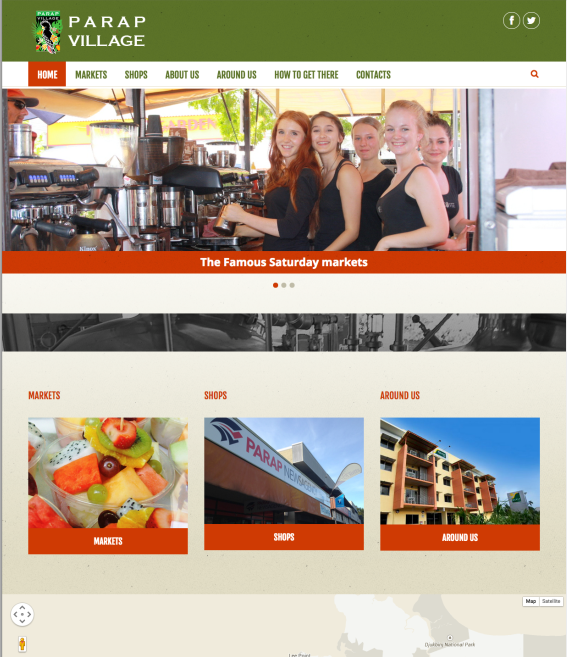 PARAP
VILLAGE
PARAP
VILLAGE
HOME MARKETS SHOPS ABOUT US AROUND US HOW TO GET THERE CONTACTS
The Famous Saturday markets
MARKETS SHOPS AROUND US
PARAP NEWSAGENCY
MARKETS SHOPS AROUND US
Map Satellite
Djukbinj National Park
Lee Point